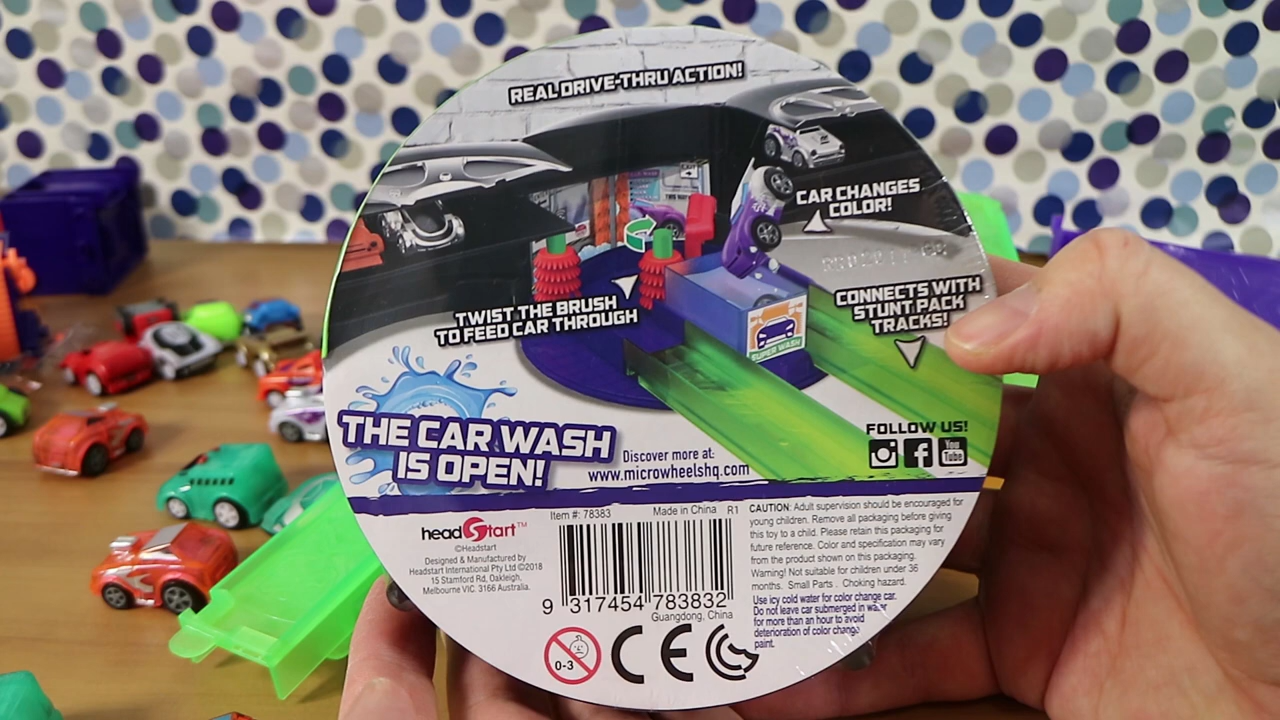 REAL DRIVE-THRU ACTION!
CAR CHANGES
COLOR!
TWIST THE BRUSH
TO FEED CAR THROUGH
CONNECTS WITH
STUNT PACK
TRACKS!
SUPER WASH
THE CAR WASH
IS OPEN!
Discover more at:
www.microwheelshq.com
FOLLOW US!
You
Tube
headStart™
©Headstart
Designed & Manufactured by
Headstart International Pty Ltd ©2018
15 Stamford Rd, Oakleigh,
Melbourne VIC. 3166 Australia.
Item #: 78383
Made in China
R1
9 317454 783832
Guangdong, China
0-3
CE
CAUTION: Adult supervision should be encouraged for
young children. Remove all packaging before giving
this toy to a child. Please retain this packaging for
future reference. Color and specification may vary
from the product shown on this packaging.
Warning! Not suitable for children under 36
months. Small Parts . Choking hazard.
Use icy cold water for color change car.
Do not leave car submerged in water
for more than an hour to avoid
deterioration of color change
paint.